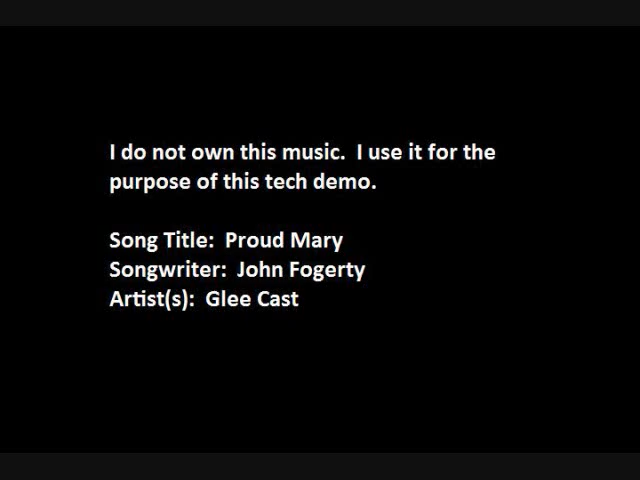 I do not own this music.  I use it for the
purpose of this tech demo.
Song Title:  Proud Mary
Songwriter:  John Fogerty
Artist(s):  Glee Cast